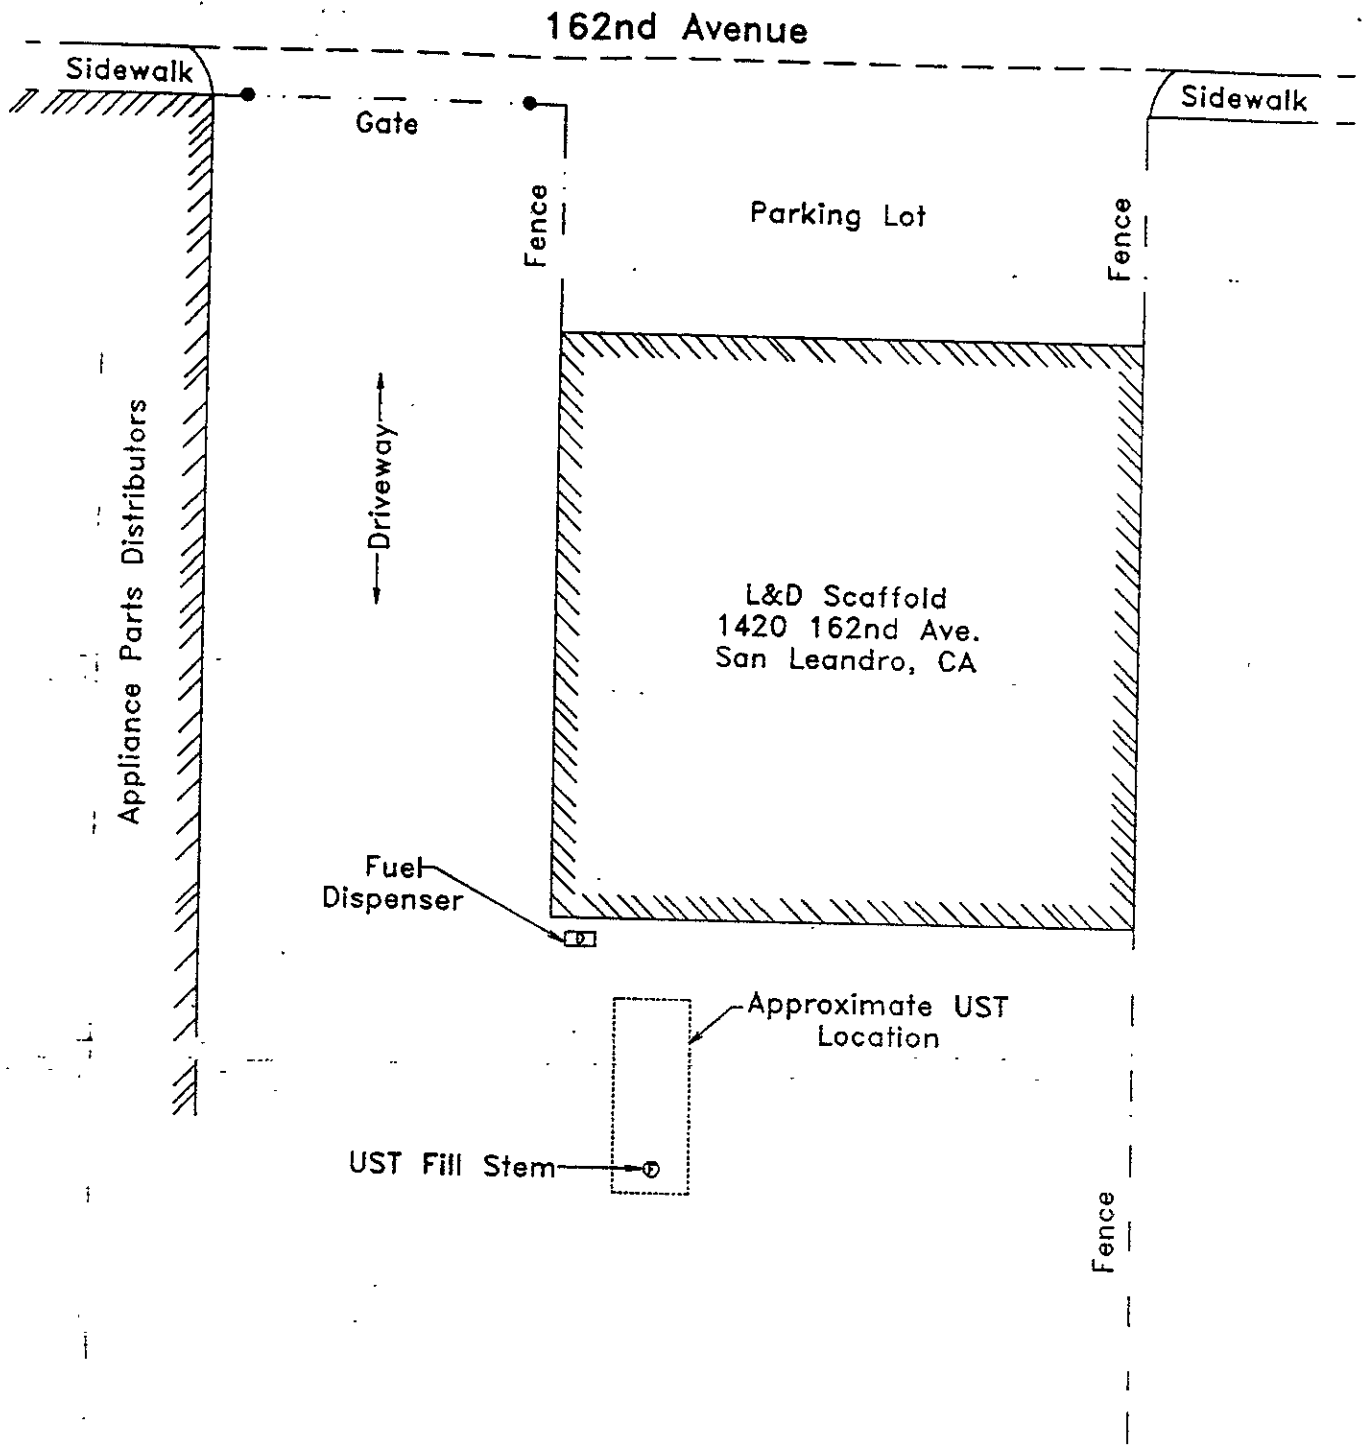 162nd Avenue
Sidewalk
Sidewalk
Gate
Fence
Parking Lot
Fence
Driveway
Appliance Parts Distributors
L&D Scaffold
1420 162nd Ave.
San Leandro, CA
Fuel
Dispenser
D
Approximate UST
Location
UST Fill Stem
F
Fence